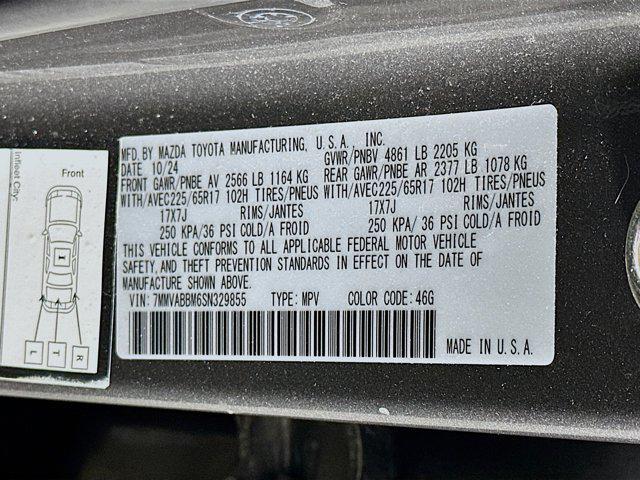 MFD. BY MAZDA TOYOTA MANUFACTURING, U.S.A. INC.
DATE 10/24 GVWR/PNBV 4861 LB 2205 KG
FRONT GAWR/PNBE AV 2566 LB 1164 KG REAR GAWR/PNBE AR 2377 LB 1078 KG
WITH/AVEC225/65R17 102H TIRES/PNEUS WITH/AVEC225/65R17 102H TIRES/PNEUS
17X7J RIMS/JANTES 17X7J RIMS/JANTES
250 KPA/36 PSI COLD/A FROID 250 KPA/ 36 PSI COLD/A FROID
THIS VEHICLE CONFORMS TO ALL APPLICABLE FEDERAL MOTOR VEHICLE
SAFETY, AND THEFT PREVENTION STANDARDS IN EFFECT ON THE DATE OF
MANUFACTURE SHOWN ABOVE.
VIN: 7MMVABBM6SN329855 TYPE: MPV COLOR CODE: 46G
MADE IN U.S.A.
Front
L T R